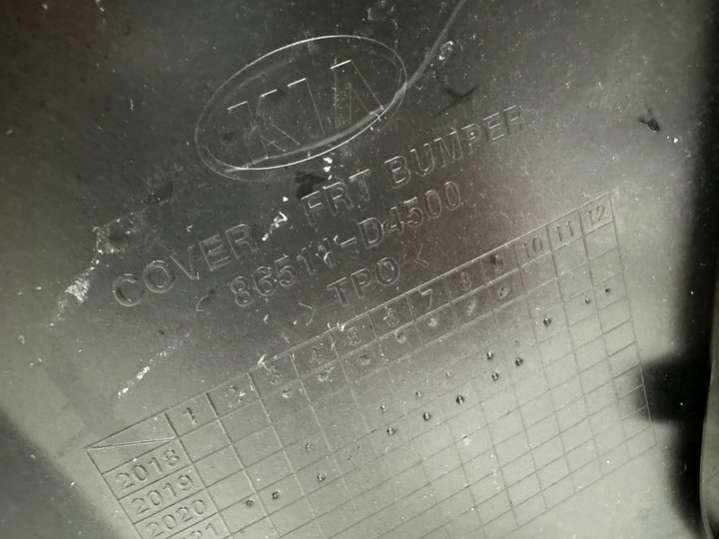 KIA
COVER - FRT BUMPER
86511-D4500
> TPO <
1 2 3 4 5 6 7 8 9 10 11 12
2018
2019
2020